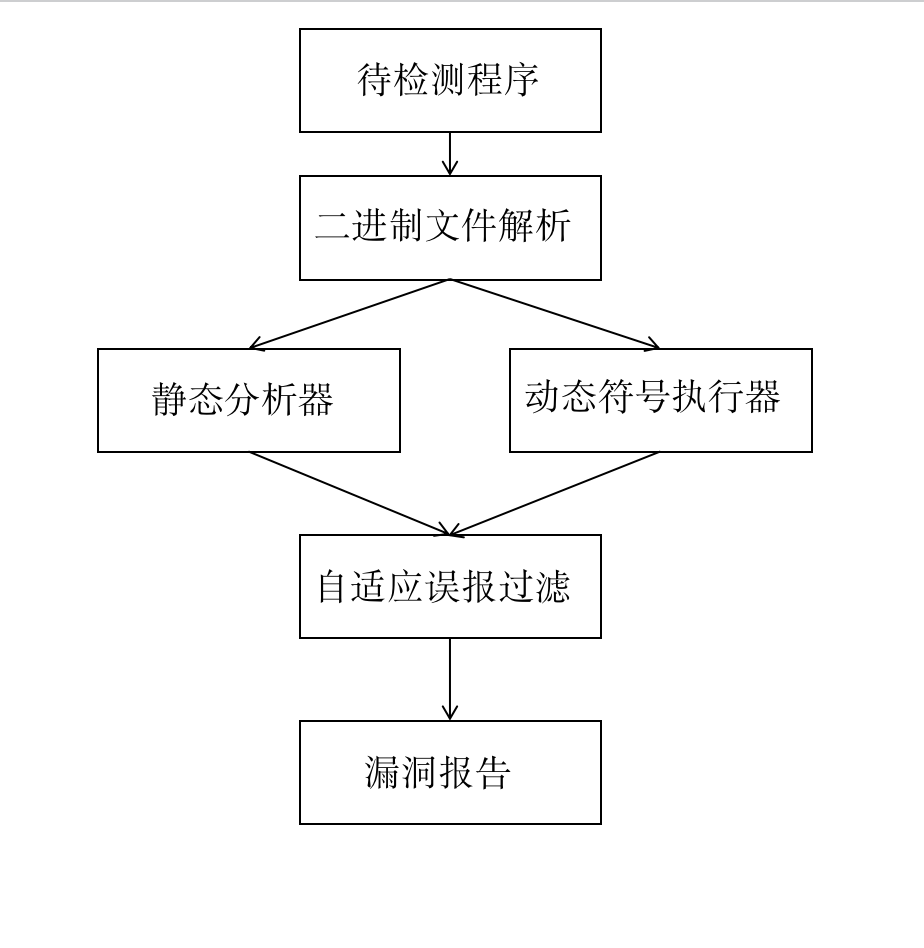 待检测程序
二进制文件解析
静态分析器
动态符号执行器
自适应误报过滤
漏洞报告